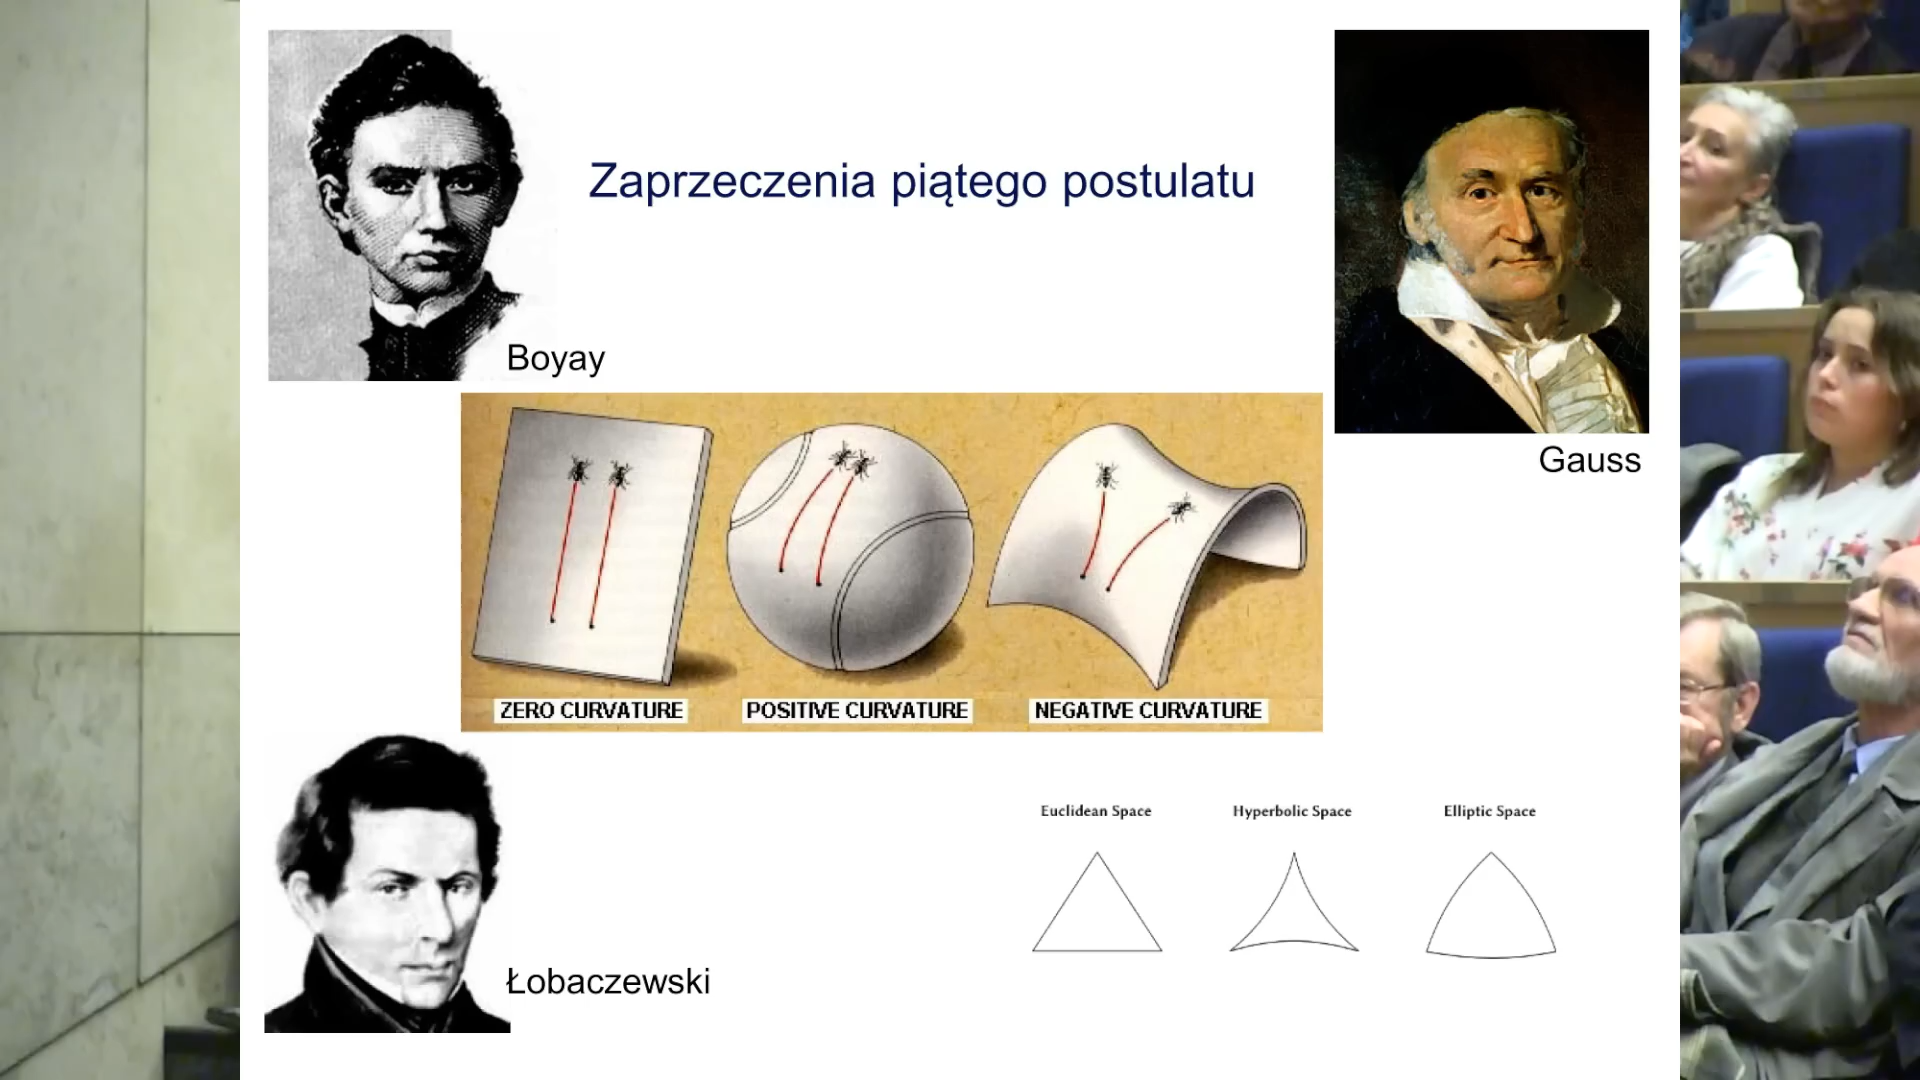 Zaprzeczenia piątego postulatu
Boyay
Gauss
ZERO CURVATURE
POSITIVE CURVATURE
NEGATIVE CURVATURE
Euclidean Space
Hyperbolic Space
Elliptic Space
Łobaczewski